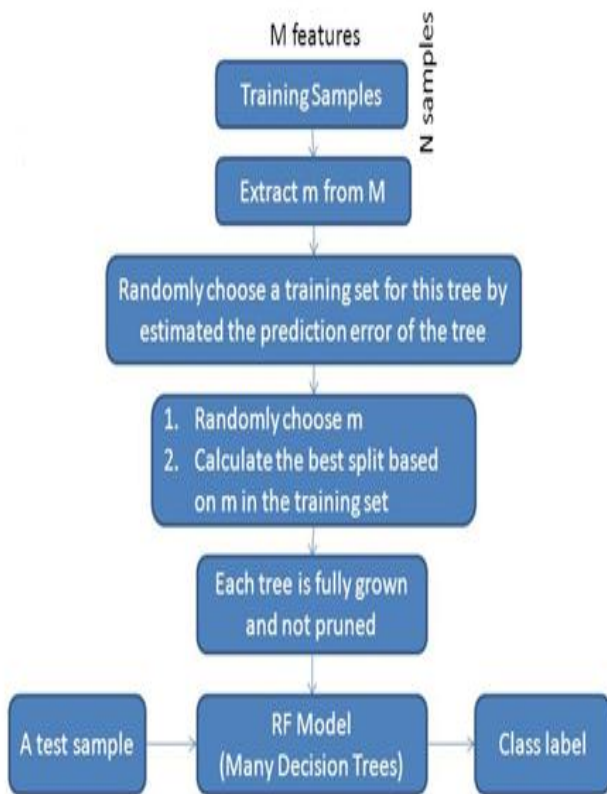 M features
N samples
Training Samples
Extract m from M
Randomly choose a training set for this tree by
estimated the prediction error of the tree
1. Randomly choose m
2. Calculate the best split based
on m in the training set
Each tree is fully grown
and not pruned
A test sample
RF Model
(Many Decision Trees)
Class label